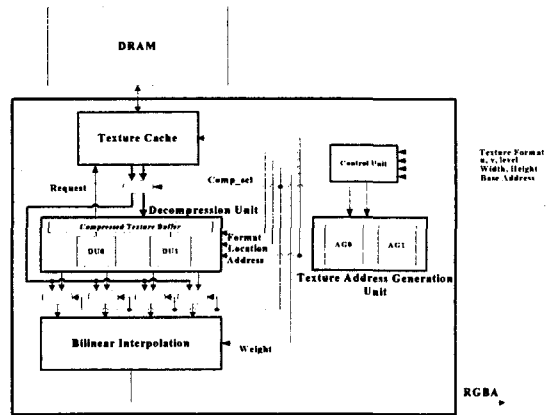 DRAM
Texture Cache
Request
Comp_sel
Decompression Unit
Compressed Texture Buffer
DU0
DU1
Format
Location
Address
Bilinear Interpolation
Weight
Control Unit
Texture Format
u, v, level
Width, Height
Base Address
AG0
AG1
Texture Address Generation
Unit
RGBA